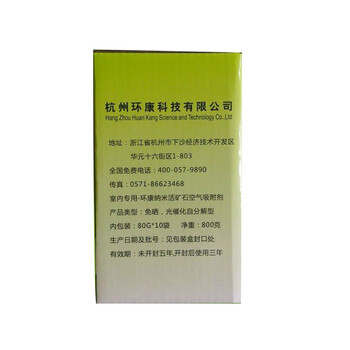 杭州环康科技有限公司
Hang Zhou Huan Kang Science and Technology Co.,Ltd
地址：浙江省杭州市下沙经济技术开发区
华元十六街区1-803
全国免费电话：400-057-9890
传真：0571-86623468
室内专用-环康纳米活矿石空气吸附剂
产品类型：免晒，光催化自分解型
内包装：80G*10袋 净重：800克
生产日期及批号：见包装盒封口处
有效期：未开封五年,开封后使用三年